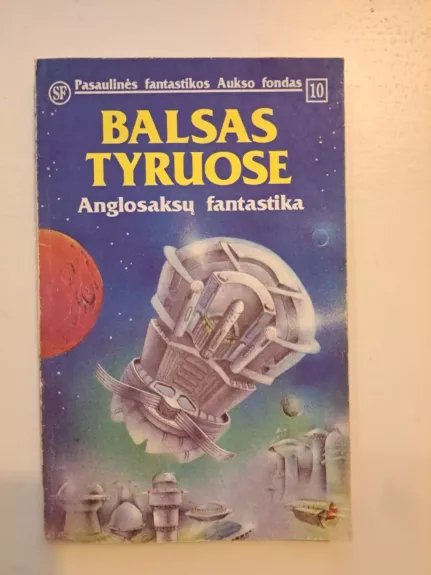 SF Pasaulinės fantastikos Aukso fondas 10
BALSAS
TYRUOSE
Anglosaksų fantastika